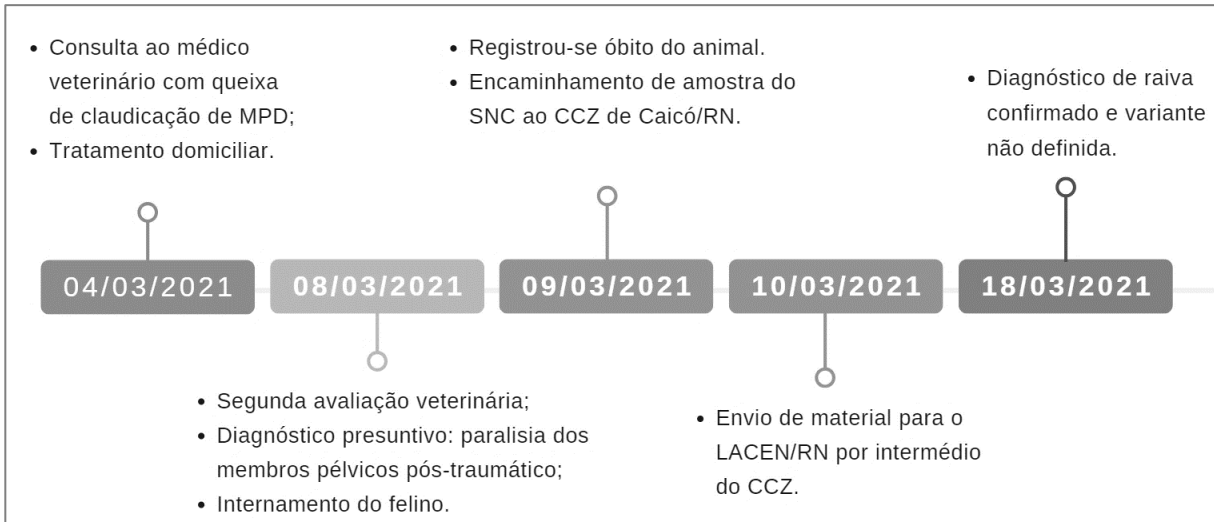 • Consulta ao médico
veterinário com queixa
de claudicação de MPD;
• Tratamento domiciliar.
• Registrou-se óbito do animal.
• Encaminhamento de amostra do
SNC ao CCZ de Caicó/RN.
• Diagnóstico de raiva
confirmado e variante
não definida.
04/03/2021
08/03/2021
09/03/2021
10/03/2021
18/03/2021
• Segunda avaliação veterinária;
• Diagnóstico presuntivo: paralisia dos
membros pélvicos pós-traumático;
• Internamento do felino.
• Envio de material para o
LACEN/RN por intermédio
do CCZ.